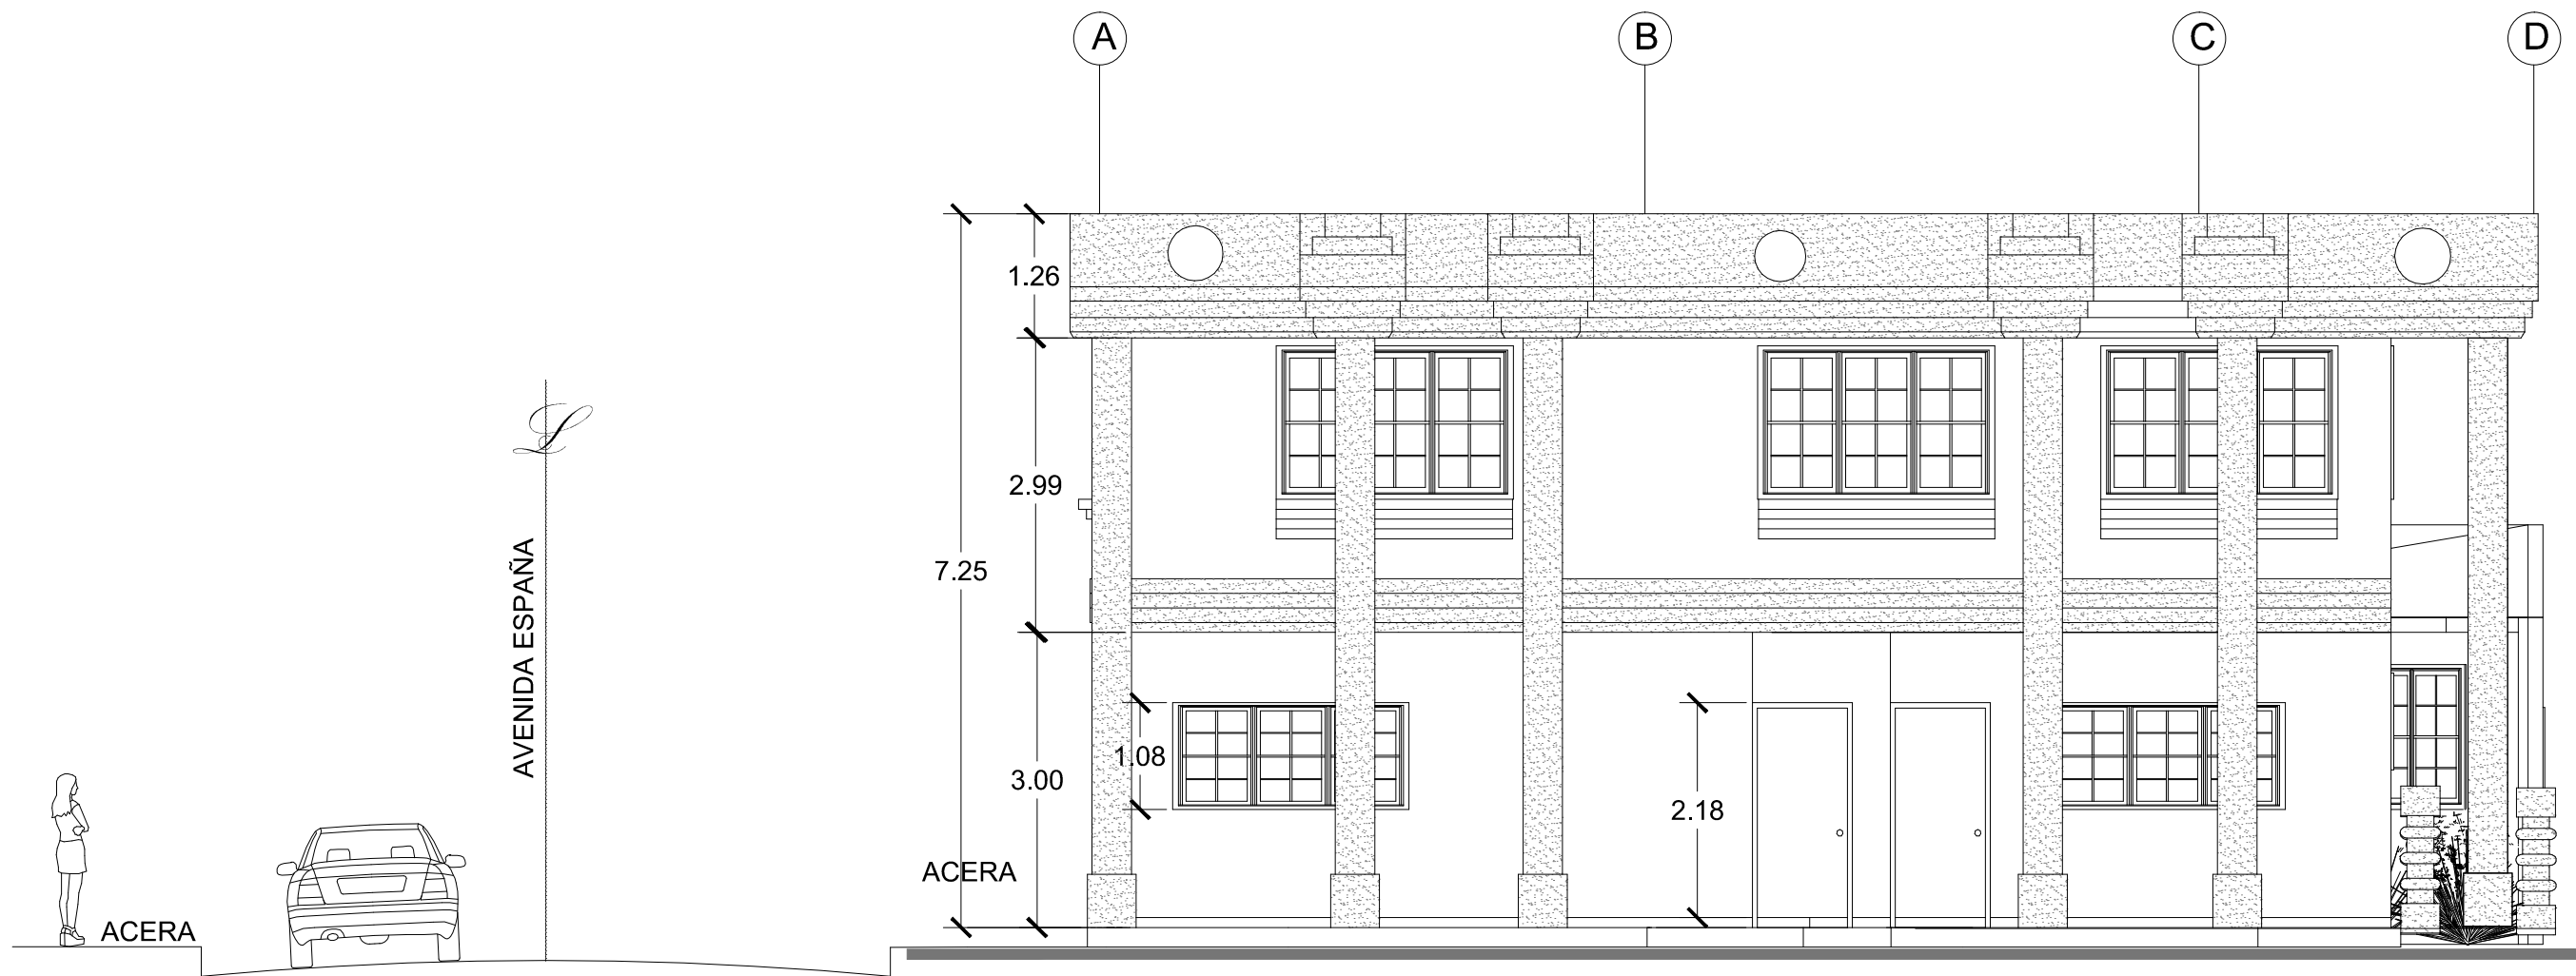 A
B
C
D
1.26
2.99
7.25
AVENIDA ESPAÑA
1.08
3.00
2.18
ACERA
ACERA